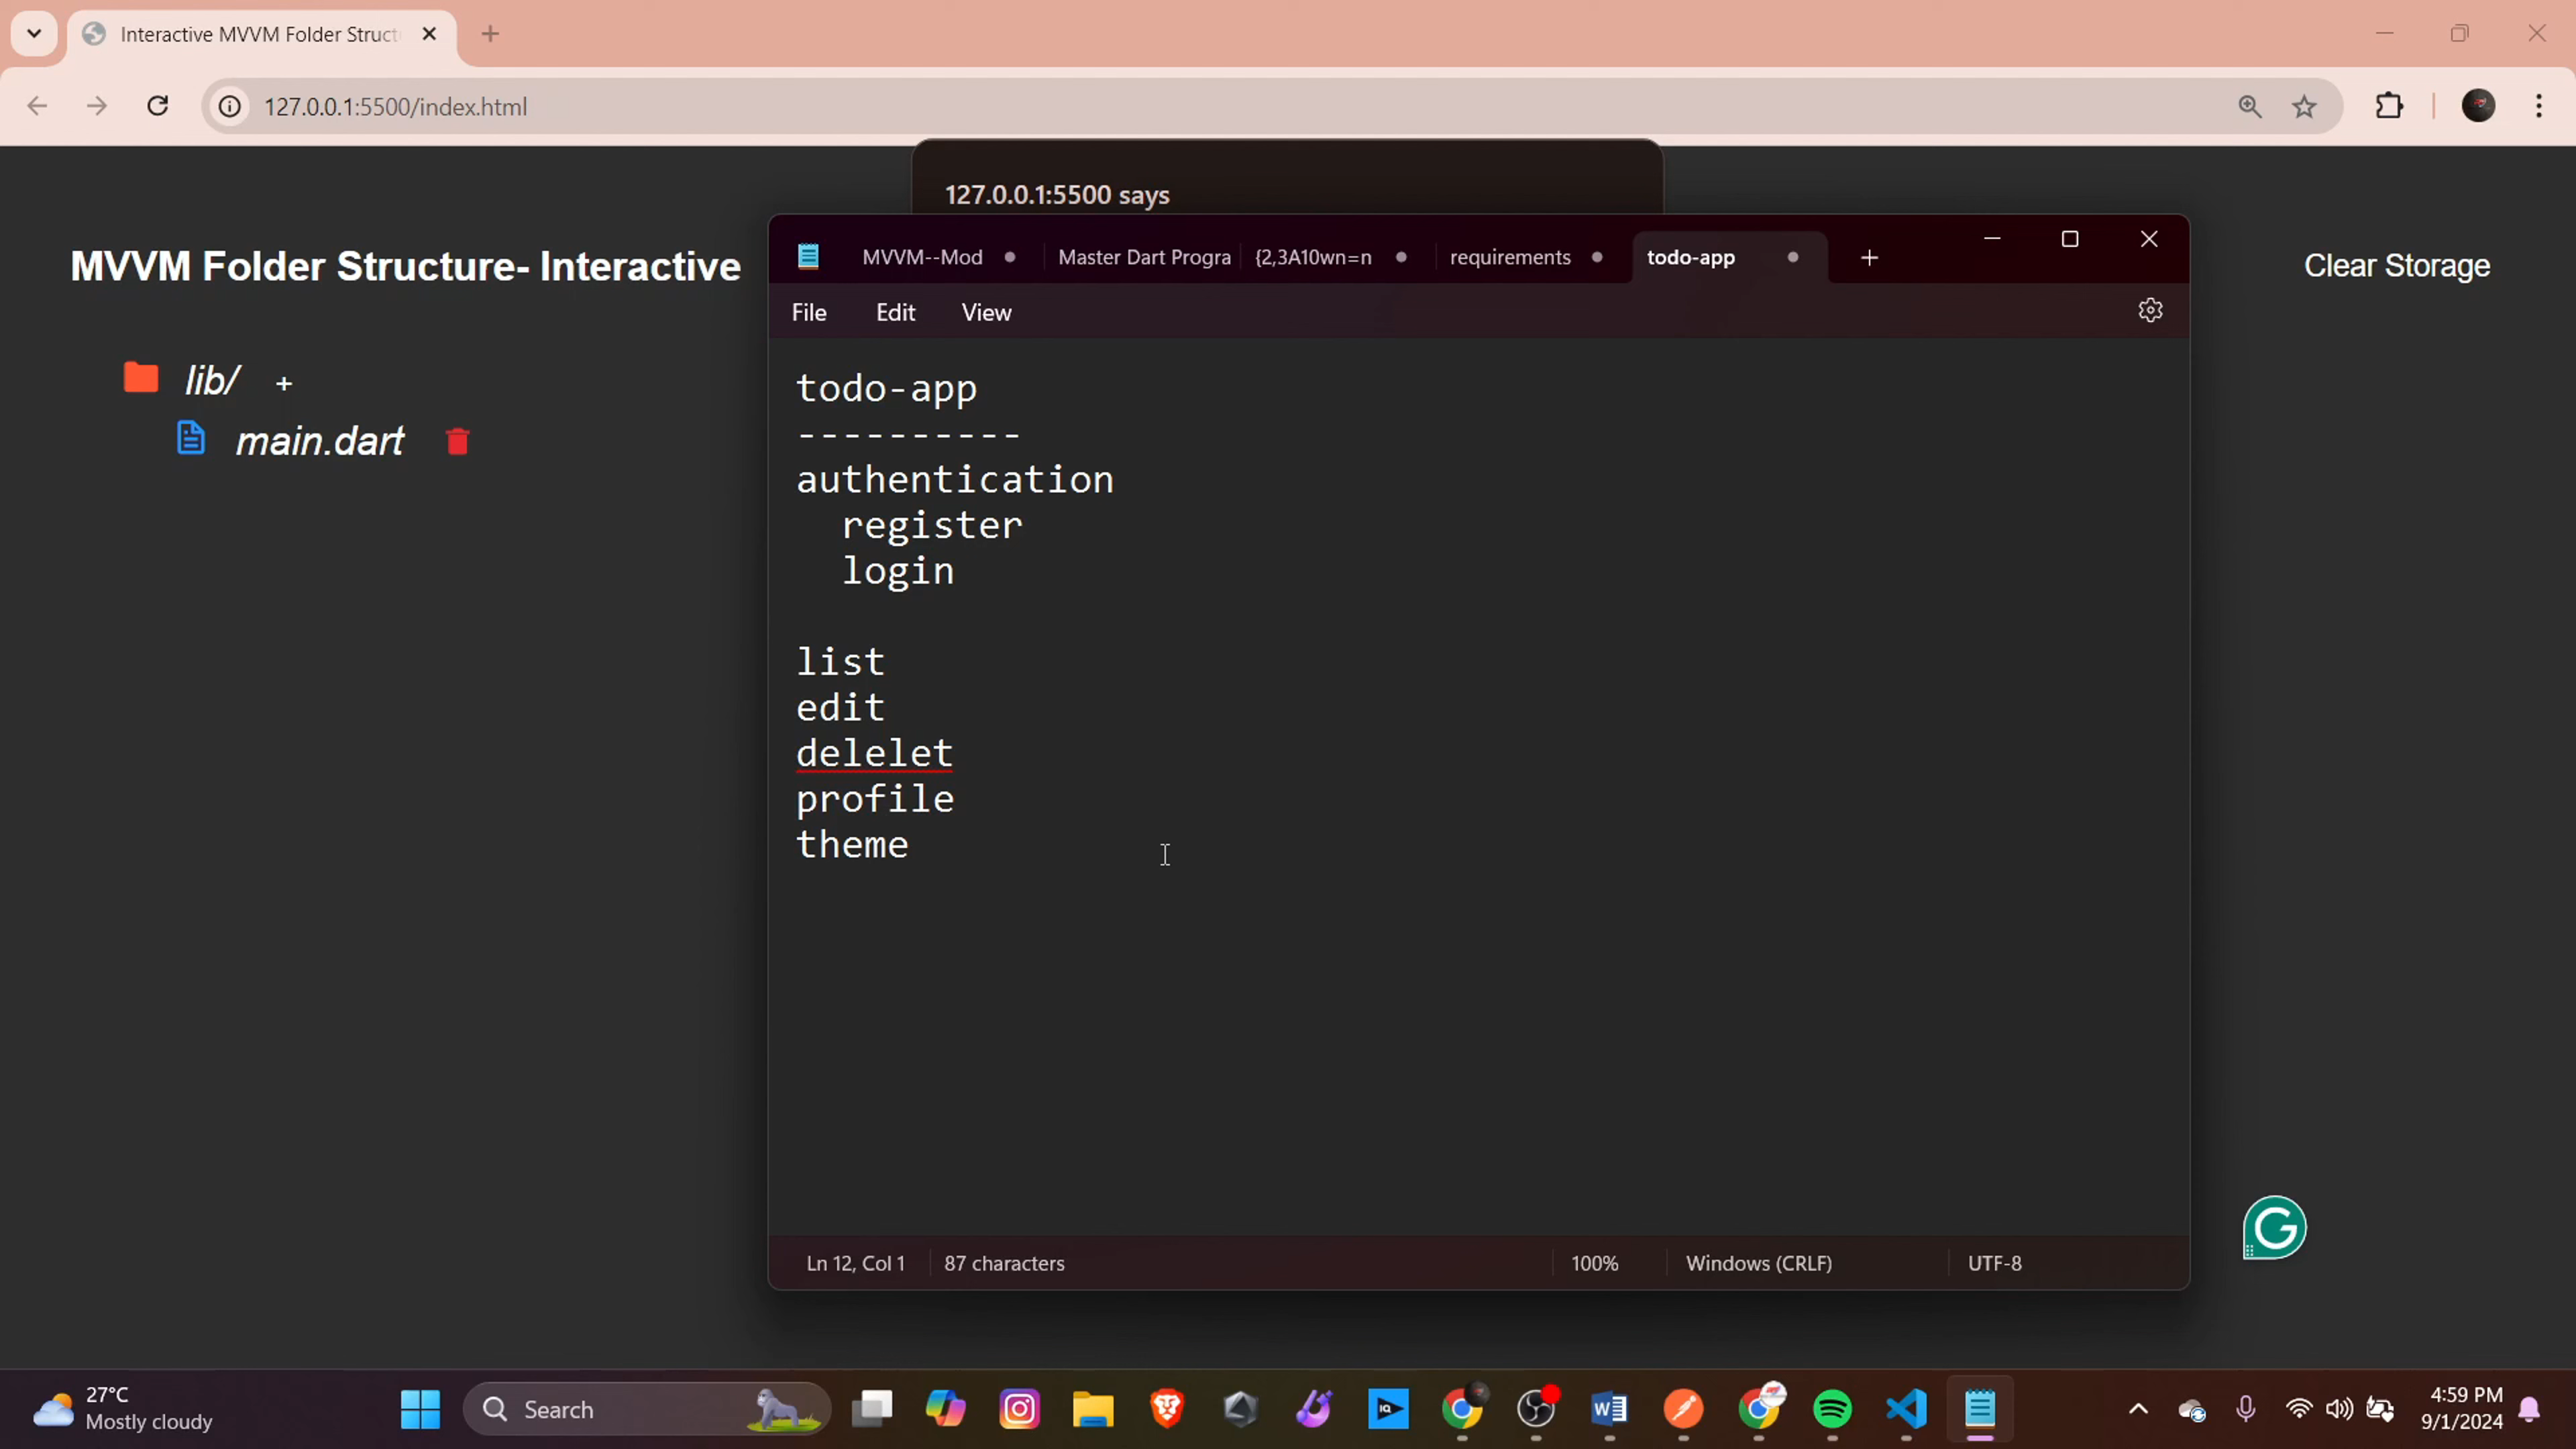 Interactive MVVM Folder Struct
127.0.0.1:5500/index.html
127.0.0.1:5500 says
MVVM Folder Structure- Interactive
Clear Storage
lib/ +
main.dart
MVVM--Mod
Master Dart Progra
{2,3A10wn=n
requirements
todo-app
File
Edit
View
todo-app
----------
authentication
register
login
list
edit
delelet
profile
theme
Ln 12, Col 1
87 characters
100%
Windows (CRLF)
UTF-8
27°C
Mostly cloudy
Search
4:59 PM
9/1/2024